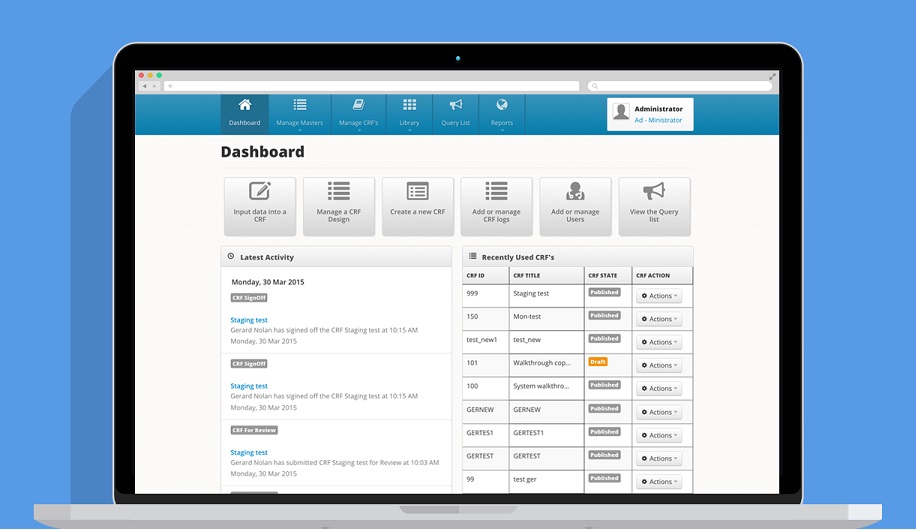 Dashboard
Manage Masters
Manage CRF's
Library
Query List
Reports
Administrator
Ad - Ministrator
Dashboard
Input data into a
CRF
Manage a CRF
Design
Create a new CRF
Add or manage
CRF logs
Add or manage
Users
View the Query
list
Latest Activity
Monday, 30 Mar 2015
CRF SignOff
Staging test
Gerard Nolan has sigined off the CRF Staging test at 10:15 AM
Monday, 30 Mar 2015
CRF SignOff
Staging test
Gerard Nolan has sigined off the CRF Staging test at 10:15 AM
Monday, 30 Mar 2015
CRF For Review
Staging test
Gerard Nolan has submitted CRF Staging test for Review at 10:03 AM
Monday, 30 Mar 2015
Recently Used CRF's
CRF ID CRF TITLE CRF STATE CRF ACTION
999 Staging test Published Actions
150 Mon-test Published Actions
test_new1 test_new Published Actions
101 Walkthrough cop... Draft Actions
100 System walkthro... Published Actions
GERNEW GERNEW Published Actions
GERTES1 GERTEST1 Published Actions
GERTEST GERTEST Published Actions
99 test ger Published Actions